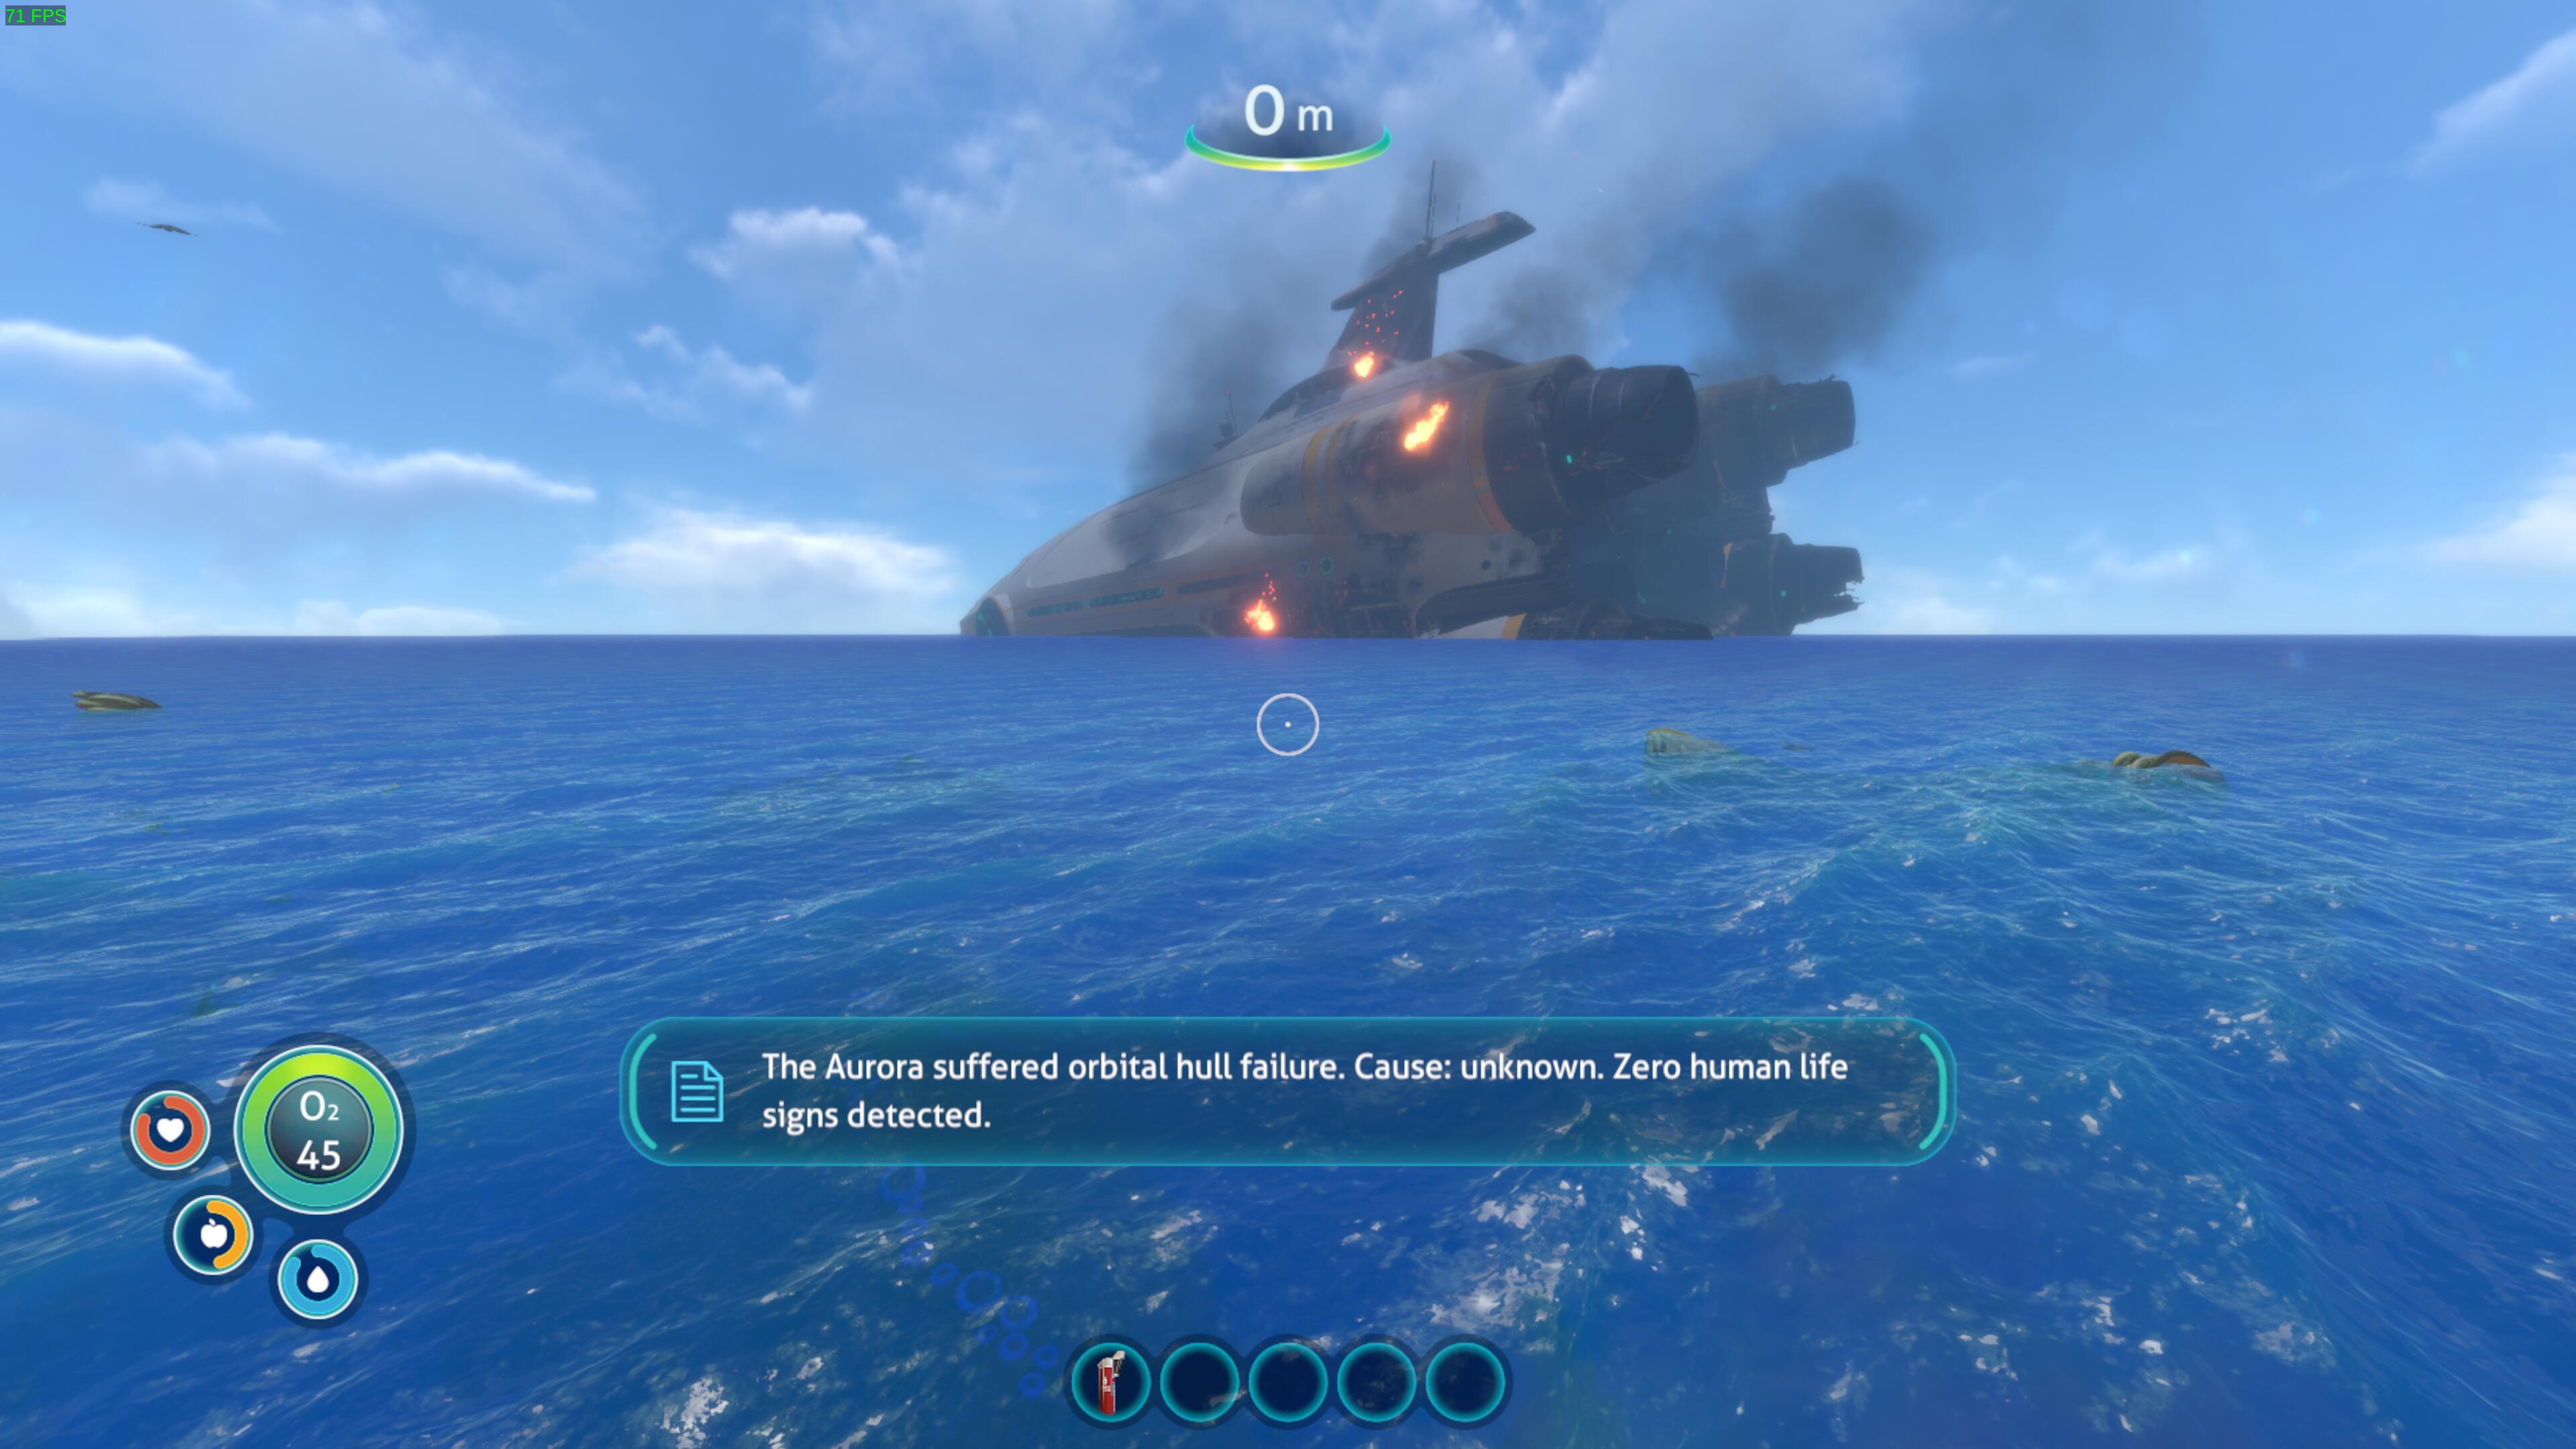 71 FPS
0 m
The Aurora suffered orbital hull failure. Cause: unknown. Zero human life
signs detected.
O₂
45